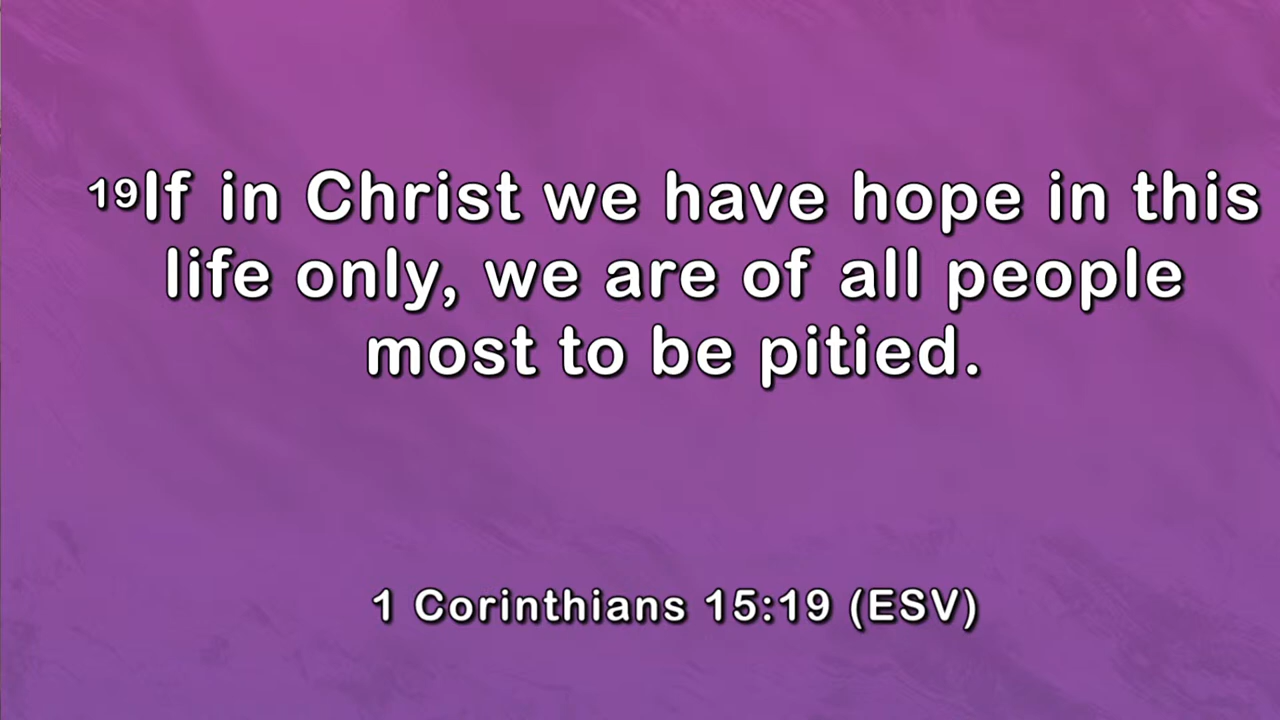 19If in Christ we have hope in this
life only, we are of all people
most to be pitied.
1 Corinthians 15:19 (ESV)